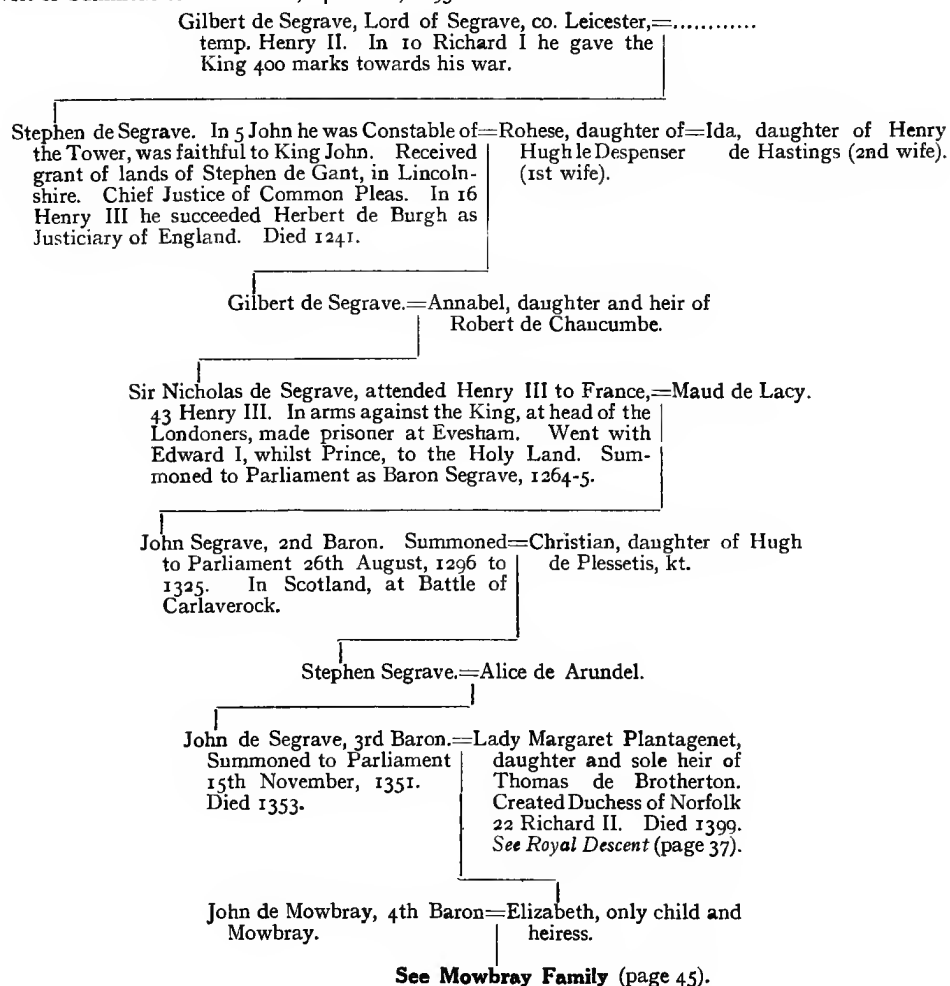 Gilbert de Segrave, Lord of Segrave, co. Leicester,=............
temp. Henry II. In 10 Richard I he gave the
King 400 marks towards his war.
Stephen de Segrave. In 5 John he was Constable of=Rohese, daughter of=Ida, daughter of Henry
the Tower, was faithful to King John. Received Hugh le Despenser de Hastings (2nd wife).
grant of lands of Stephen de Gant, in Lincoln- (1st wife).
shire. Chief Justice of Common Pleas. In 16
Henry III he succeeded Herbert de Burgh as
Justiciary of England. Died 1241.
Gilbert de Segrave.=Annabel, daughter and heir of
Robert de Chaucumbe.
Sir Nicholas de Segrave, attended Henry III to France,=Maud de Lacy.
43 Henry III. In arms against the King, at head of the
Londoners, made prisoner at Evesham. Went with
Edward I, whilst Prince, to the Holy Land. Sum-
moned to Parliament as Baron Segrave, 1264-5.
John Segrave, 2nd Baron. Summoned=Christian, daughter of Hugh
to Parliament 26th August, 1296 to de Plessetis, kt.
1325. In Scotland, at Battle of
Carlaverock.
Stephen Segrave.=Alice de Arundel.
John de Segrave, 3rd Baron.=Lady Margaret Plantagenet,
Summoned to Parliament daughter and sole heir of
15th November, 1351. Thomas de Brotherton.
Died 1353. Created Duchess of Norfolk
22 Richard II. Died 1399.
See Royal Descent (page 37).
John de Mowbray, 4th Baron=Elizabeth, only child and
Mowbray. heiress.
See Mowbray Family (page 45).